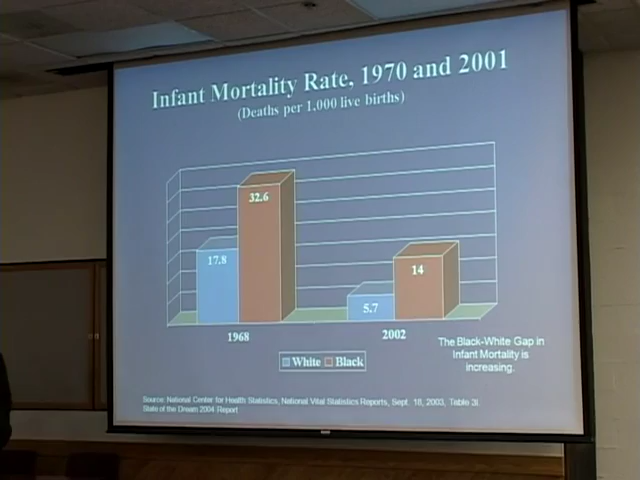 Infant Mortality Rate, 1970 and 2001
(Deaths per 1,000 live births)
32.6
17.8
14
5.7
1968
2002
White Black
The Black-White Gap in
Infant Mortality is
increasing.
Source: National Center for Health Statistics, National Vital Statistics Reports, Sept. 18, 2003, Table 3I.
State of the Dream 2004 Report